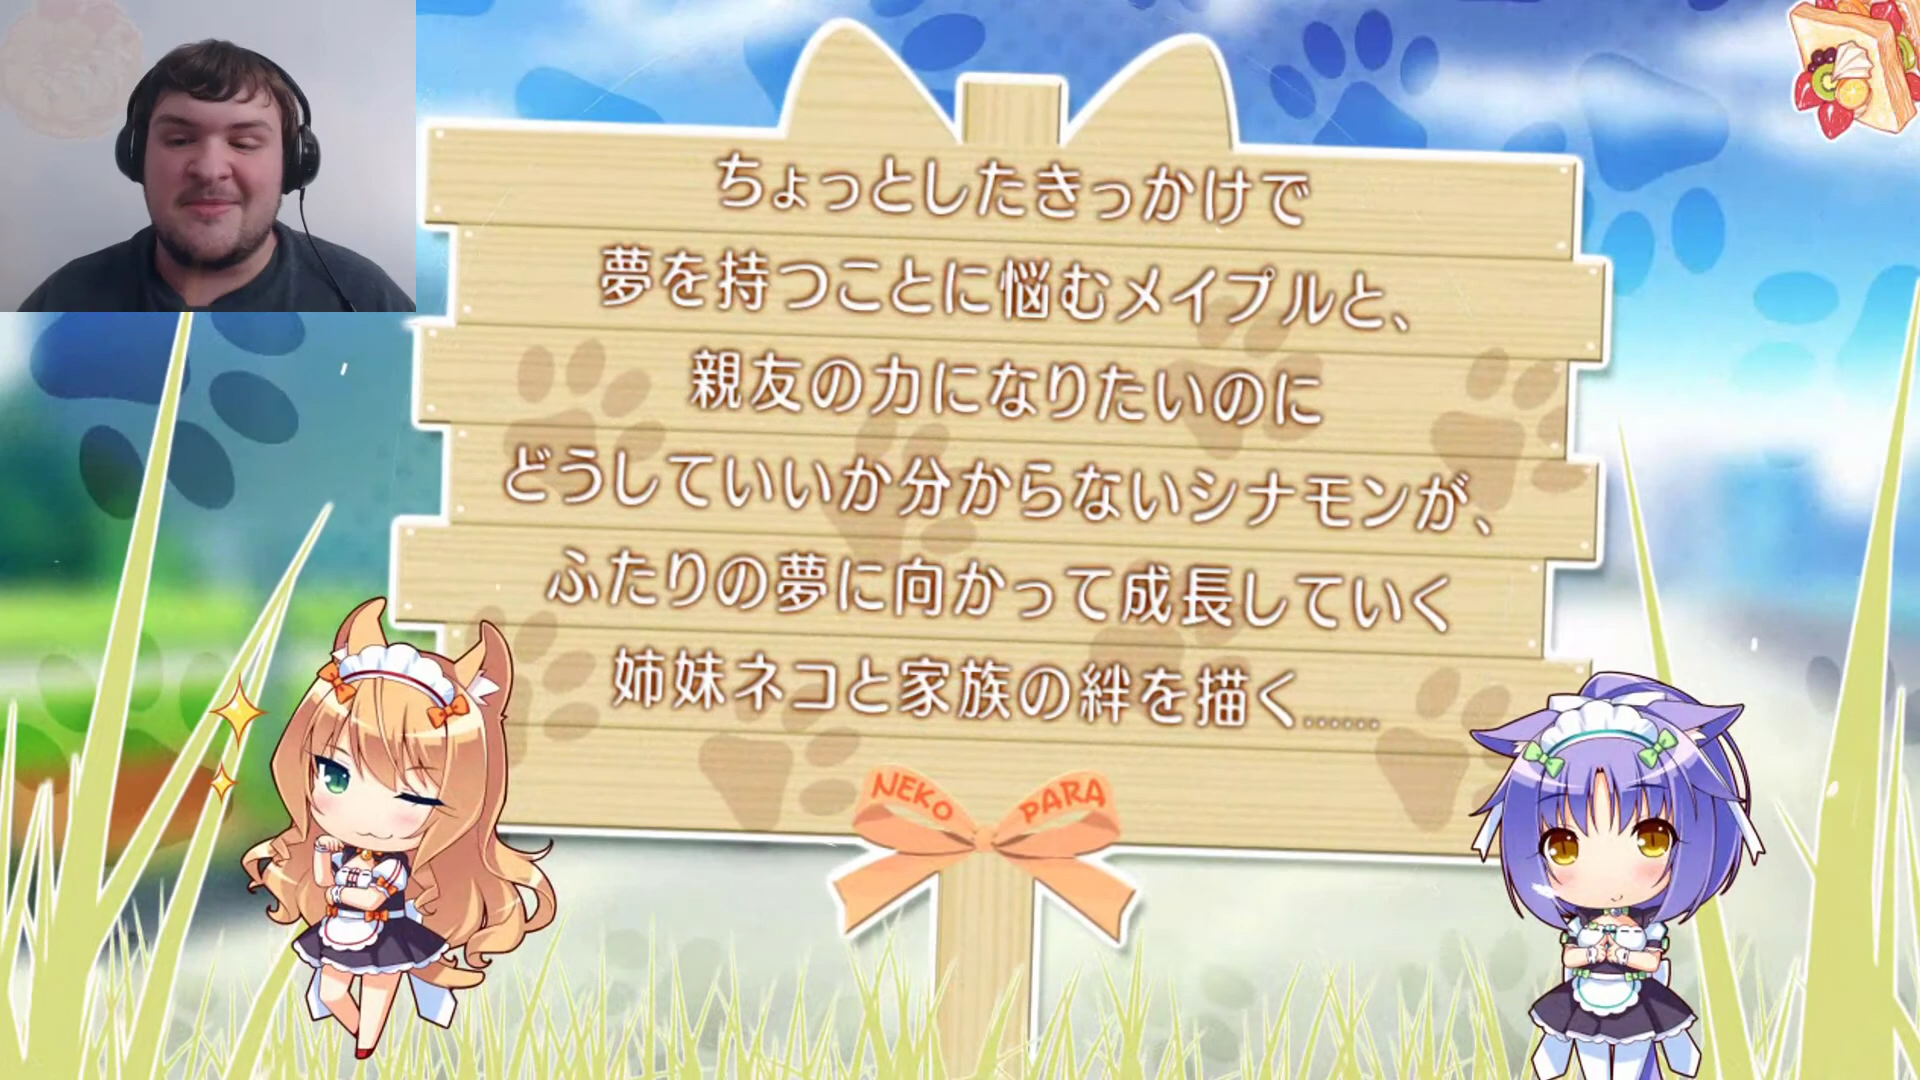 ちょっとしたきっかけで
夢を持つことに悩むメイプルと、
親友の力になりたいのに
どうしていいか分からないシナモンが、
ふたりの夢に向かって成長していく
姉妹ネコと家族の絆を描く……
NEKO PARA